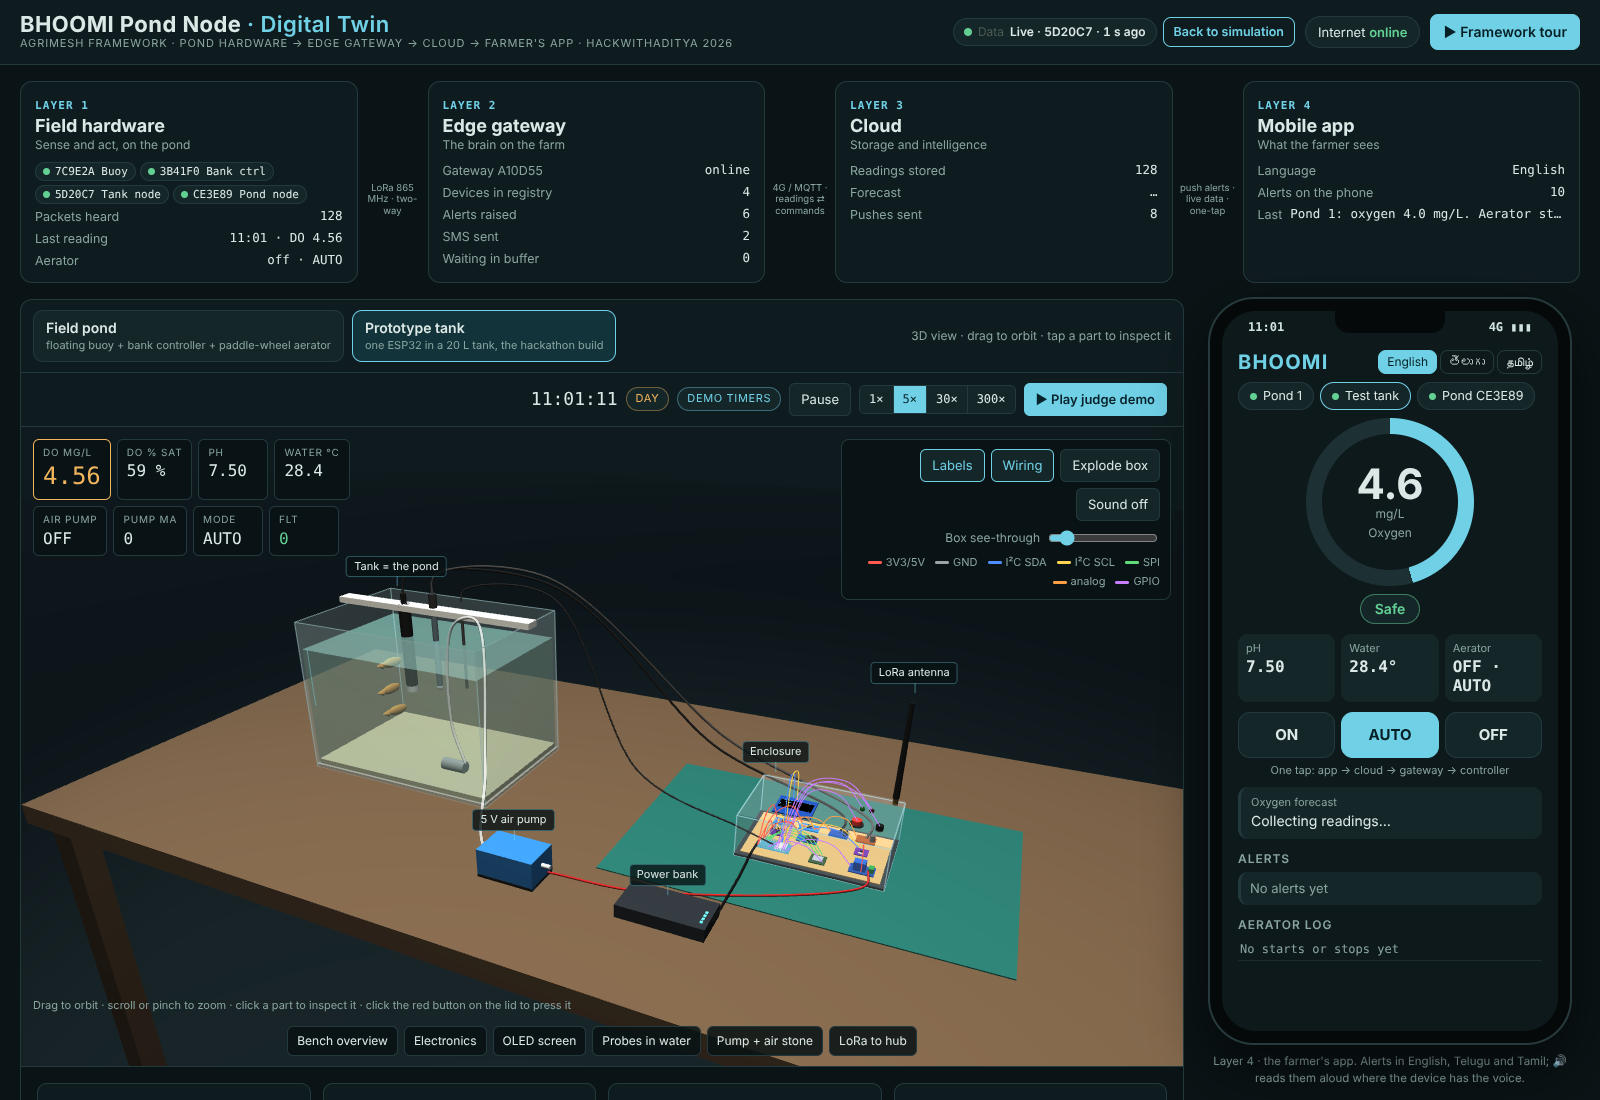 BHOOMI Pond Node · Digital Twin
AGRIMESH FRAMEWORK · POND HARDWARE → EDGE GATEWAY → CLOUD → FARMER'S APP · HACKWITHADITYA 2026
Data Live · 5D20C7 · 1 s ago
Back to simulation
Internet online
▶ Framework tour
LAYER 1
Field hardware
Sense and act, on the pond
7C9E2A Buoy
3B41F0 Bank ctrl
5D20C7 Tank node
CE3E89 Pond node
Packets heard 128
Last reading 11:01 · DO 4.56
Aerator off · AUTO
LoRa 865
MHz · two-
way
LAYER 2
Edge gateway
The brain on the farm
Gateway A10D55 online
Devices in registry 4
Alerts raised 6
SMS sent 2
Waiting in buffer 0
4G / MQTT ·
readings ⇄
commands
LAYER 3
Cloud
Storage and intelligence
Readings stored 128
Forecast …
Pushes sent 8
push alerts ·
live data ·
one-tap
LAYER 4
Mobile app
What the farmer sees
Language English
Alerts on the phone 10
Last Pond 1: oxygen 4.0 mg/L. Aerator st…
Field pond
floating buoy + bank controller + paddle-wheel aerator
Prototype tank
one ESP32 in a 20 L tank, the hackathon build
3D view · drag to orbit · tap a part to inspect it
11:01:11
DAY
DEMO TIMERS
Pause
1×
5×
30×
300×
▶ Play judge demo
DO MG/L
4.56
DO % SAT
59 %
PH
7.50
WATER °C
28.4
AIR PUMP
OFF
PUMP MA
0
MODE
AUTO
FLT
0
Labels
Wiring
Explode box
Sound off
Box see-through
3V3/5V
GND
I²C SDA
I²C SCL
SPI
analog
GPIO
Tank = the pond
LoRa antenna
Enclosure
5 V air pump
Power bank
Drag to orbit · scroll or pinch to zoom · click a part to inspect it · click the red button on the lid to press it
Bench overview
Electronics
OLED screen
Probes in water
Pump + air stone
LoRa to hub
11:01
4G ▮▮▮
BHOOMI
English
తెలుగు
தமிழ்
Pond 1
Test tank
Pond CE3E89
4.6
mg/L
Oxygen
Safe
pH
7.50
Water
28.4°
Aerator
OFF ·
AUTO
ON
AUTO
OFF
One tap: app → cloud → gateway → controller
Oxygen forecast
Collecting readings…
ALERTS
No alerts yet
AERATOR LOG
No starts or stops yet
Layer 4 · the farmer's app. Alerts in English, Telugu and Tamil; 🔊
reads them aloud where the device has the voice.